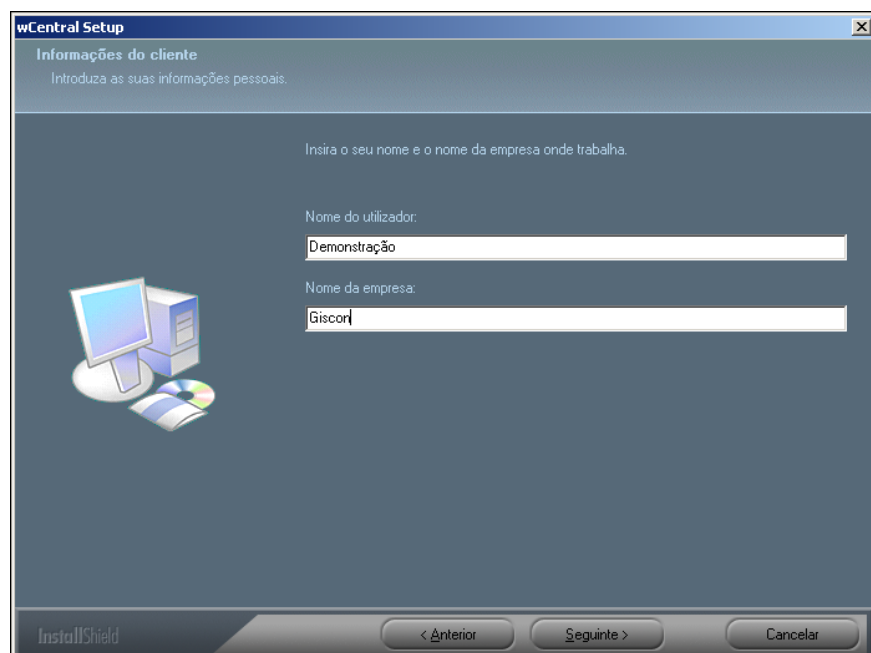 wCentral Setup
Informações do cliente
Introduza as suas informações pessoais.
Insira o seu nome e o nome da empresa onde trabalha.
Nome do utilizador:
Demonstração
Nome da empresa:
Giscon
InstallShield
< Anterior
Seguinte >
Cancelar